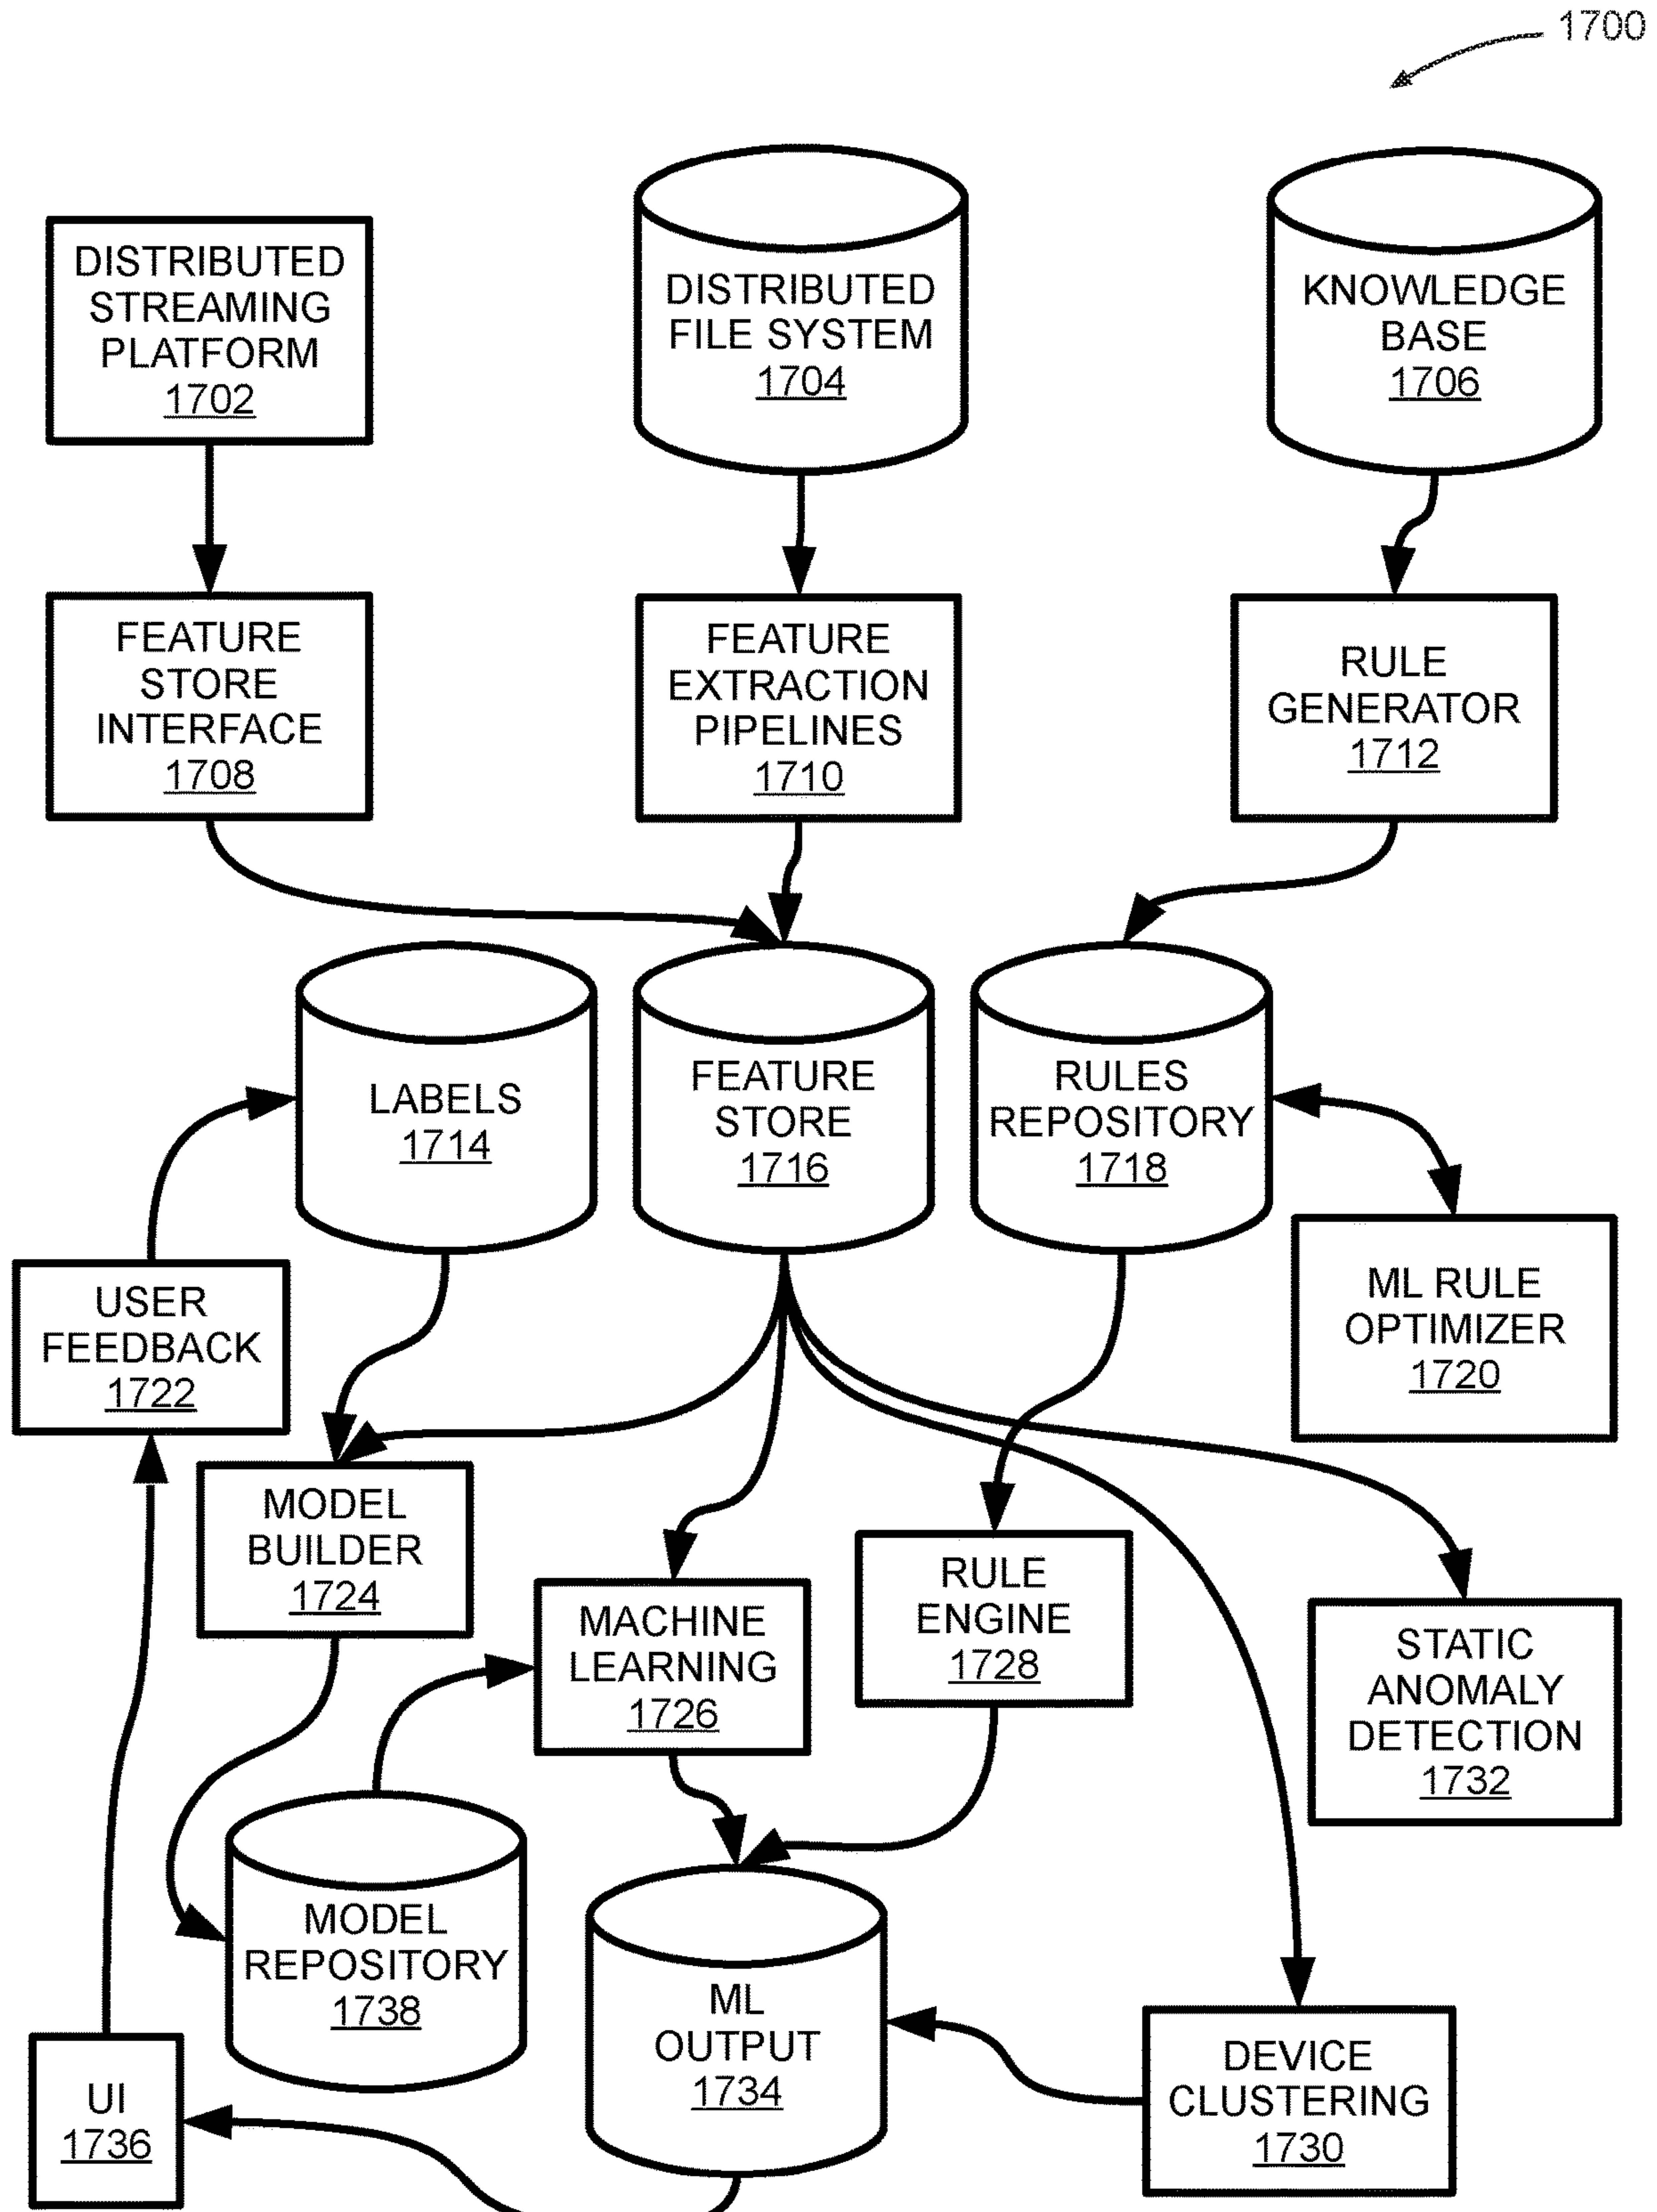 1700
DISTRIBUTED
STREAMING
PLATFORM
1702
DISTRIBUTED
FILE SYSTEM
1704
KNOWLEDGE
BASE
1706
FEATURE
STORE
INTERFACE
1708
FEATURE
EXTRACTION
PIPELINES
1710
RULE
GENERATOR
1712
LABELS
1714
FEATURE
STORE
1716
RULES
REPOSITORY
1718
ML RULE
OPTIMIZER
1720
USER
FEEDBACK
1722
MODEL
BUILDER
1724
MACHINE
LEARNING
1726
RULE
ENGINE
1728
STATIC
ANOMALY
DETECTION
1732
MODEL
REPOSITORY
1738
ML
OUTPUT
1734
DEVICE
CLUSTERING
1730
UI
1736